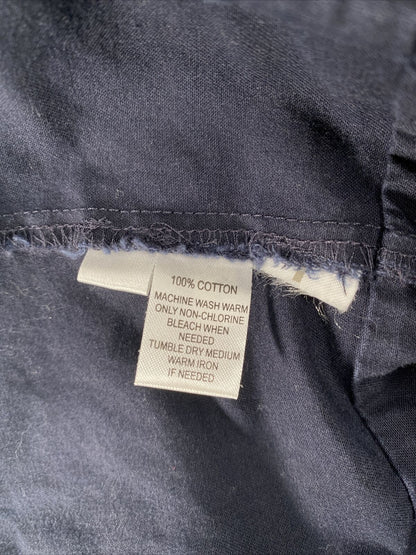 100% COTTON
MACHINE WASH WARM
ONLY NON-CHLORINE
BLEACH WHEN
NEEDED
TUMBLE DRY MEDIUM
WARM IRON
IF NEEDED